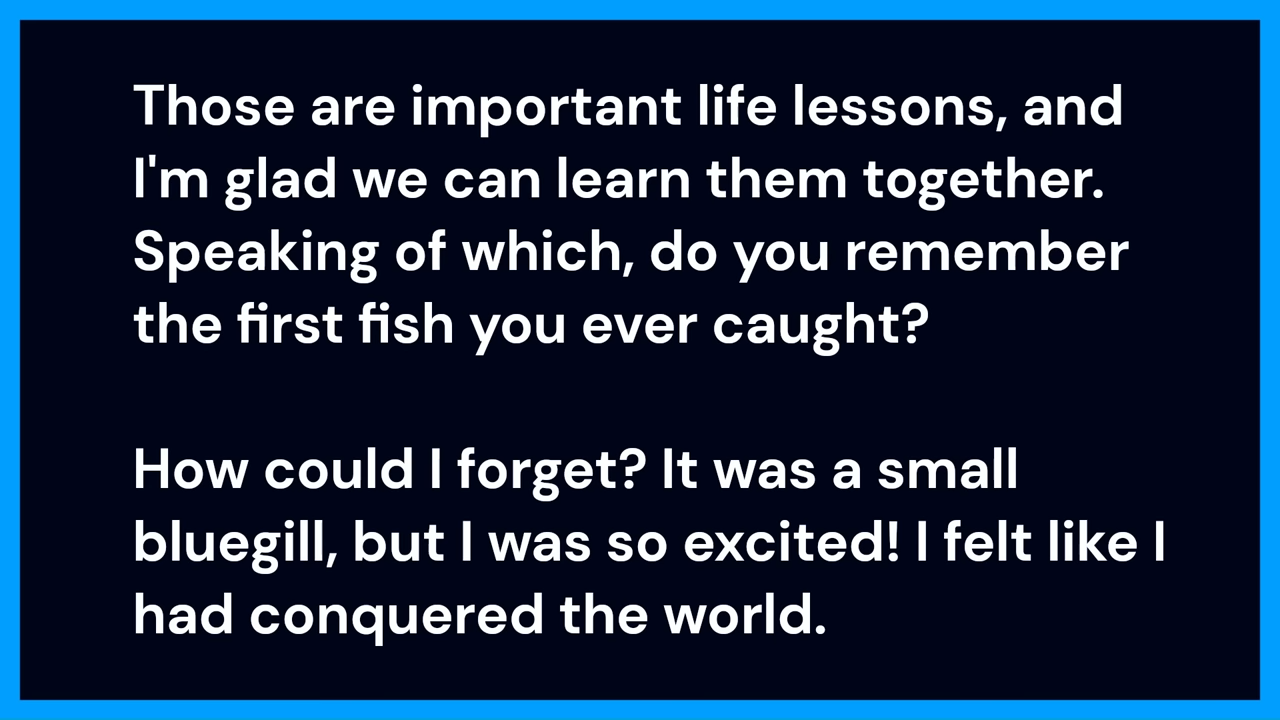 Those are important life lessons, and
I'm glad we can learn them together.
Speaking of which, do you remember
the first fish you ever caught?
How could I forget? It was a small
bluegill, but I was so excited! I felt like I
had conquered the world.